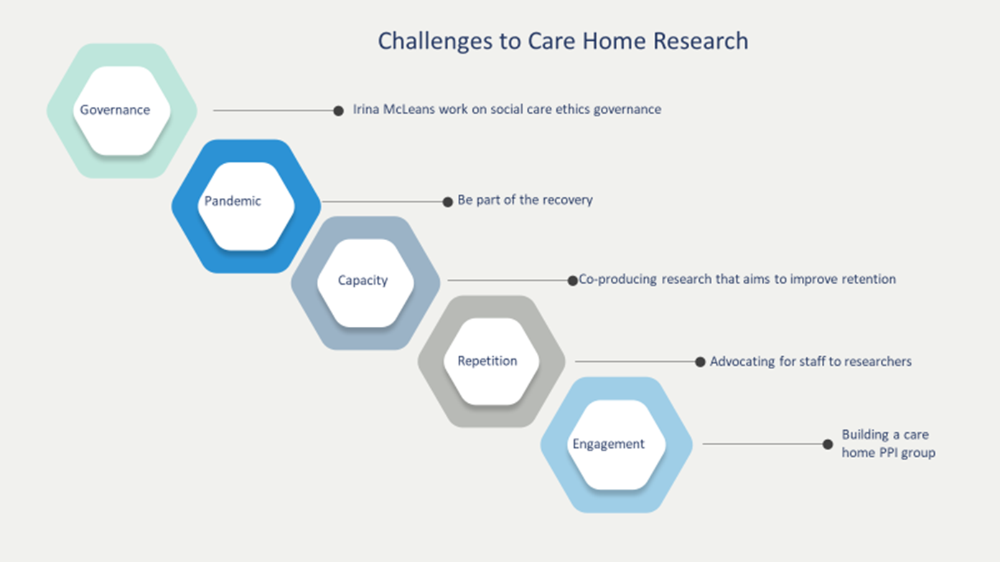 Challenges to Care Home Research
Governance
Irina McLeans work on social care ethics governance
Pandemic
Be part of the recovery
Capacity
Co-producing research that aims to improve retention
Repetition
Advocating for staff to researchers
Engagement
Building a care
home PPI group